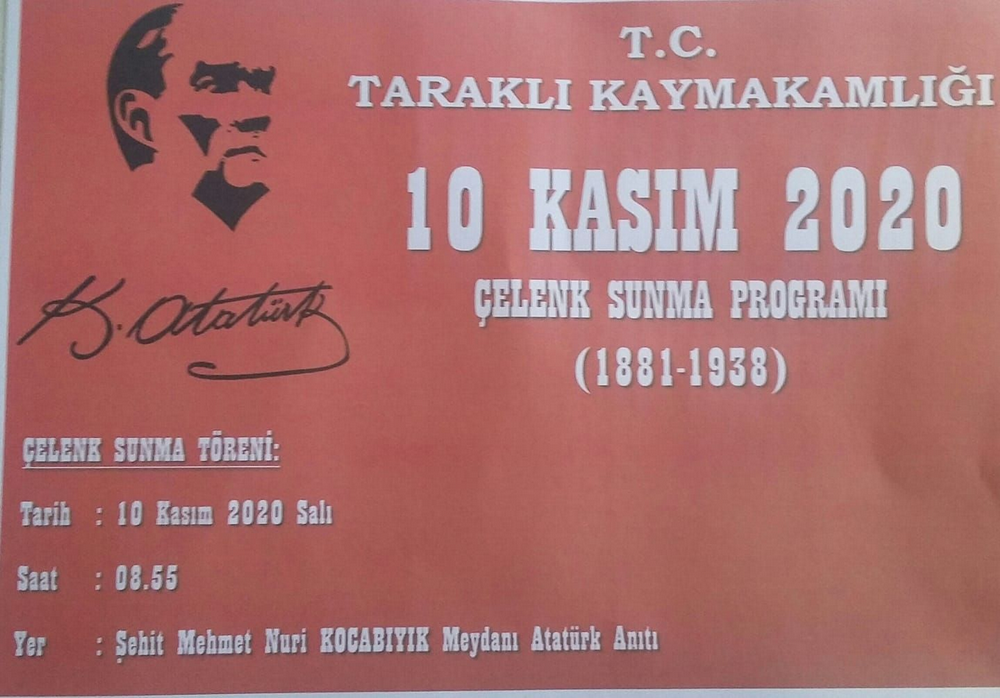 T.C.
TARAKLI KAYMAKAMLIĞI
10 KASIM 2020
ÇELENK SUNMA PROGRAMI
(1881-1938)
K. Atatürk
ÇELENK SUNMA TÖRENİ:
Tarih : 10 Kasım 2020 Salı
Saat : 08.55
Yer : Şehit Mehmet Nuri KOCABIYIK Meydanı Atatürk Anıtı